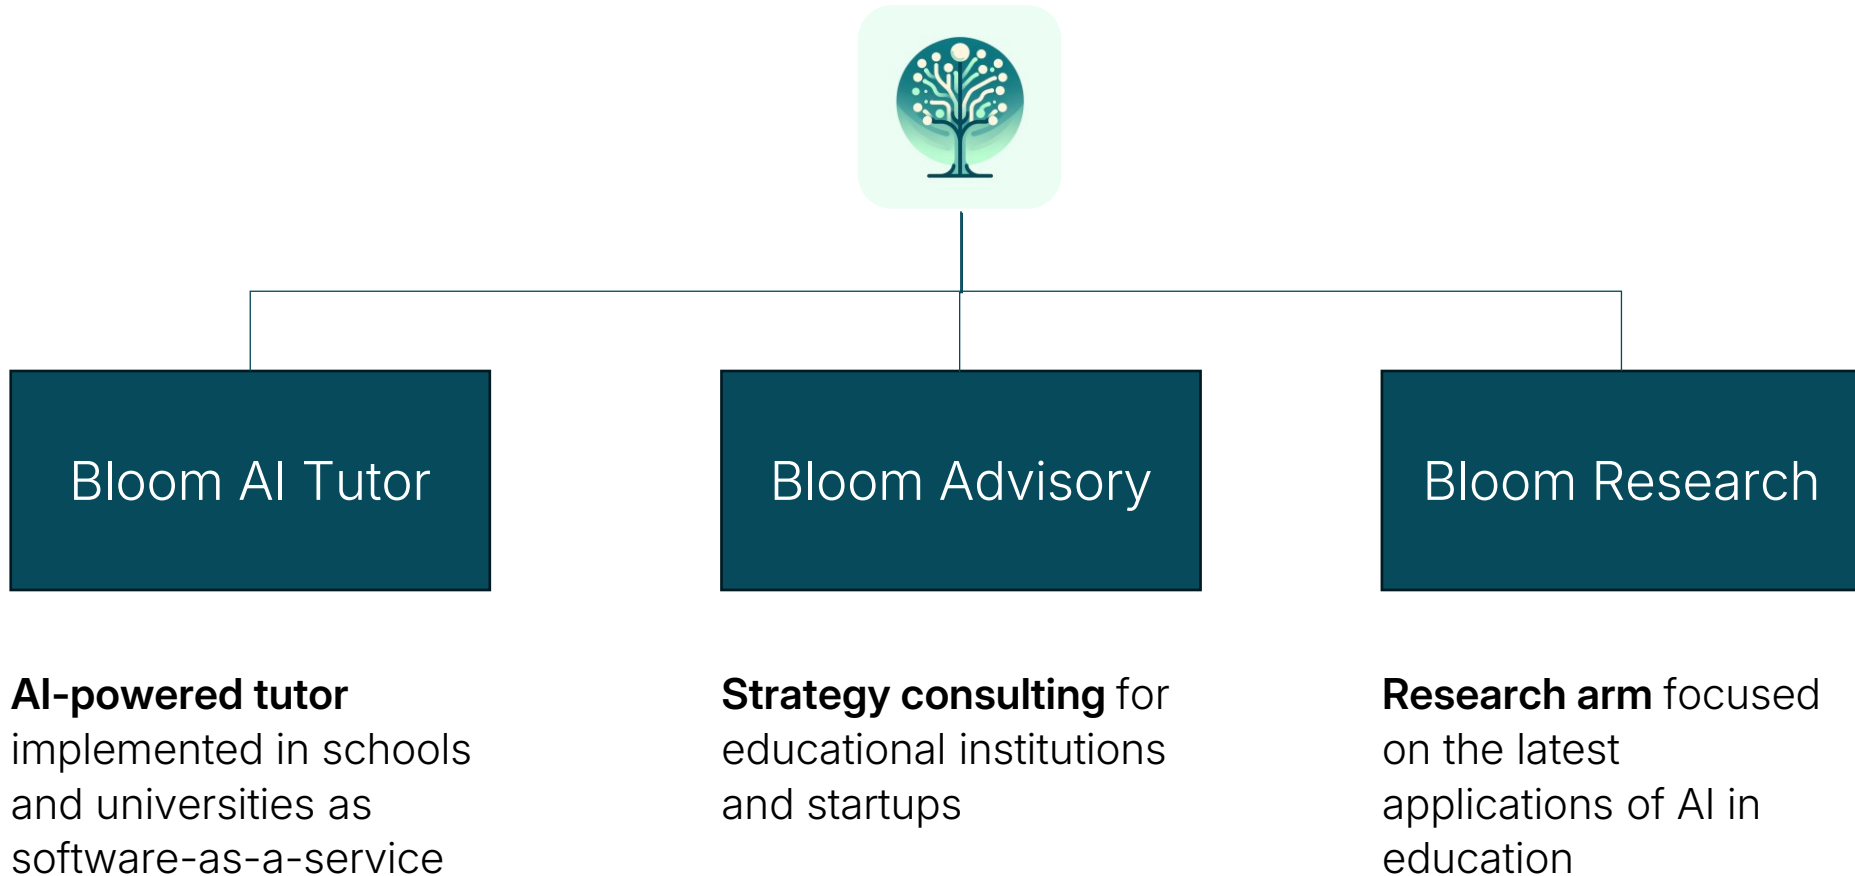 Bloom AI Tutor
Bloom Advisory
Bloom Research
AI-powered tutor
implemented in schools
and universities as
software-as-a-service
Strategy consulting for
educational institutions
and startups
Research arm focused
on the latest
applications of AI in
education